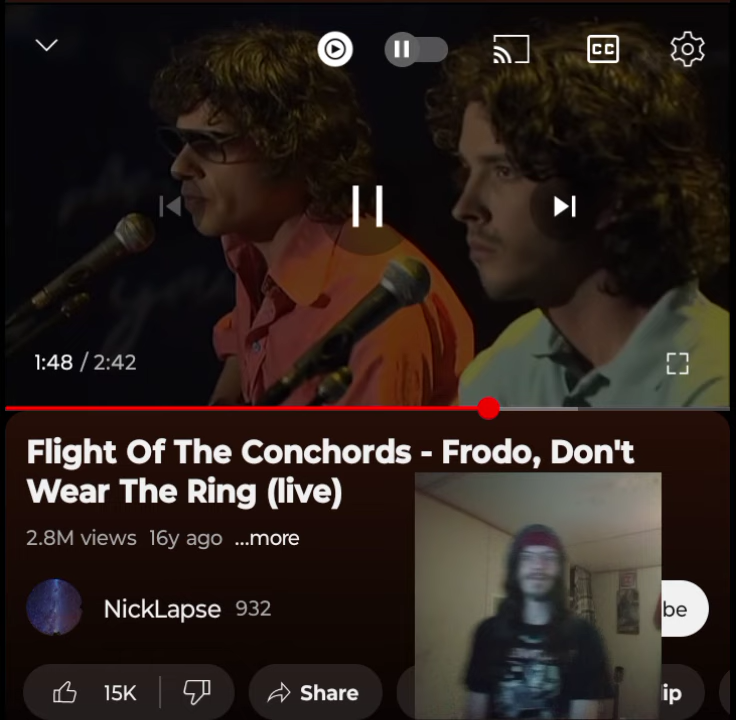 CC
1:48 / 2:42
Flight Of The Conchords - Frodo, Don't
Wear The Ring (live)
2.8M views 16y ago ...more
NickLapse 932
be
15K Share ip